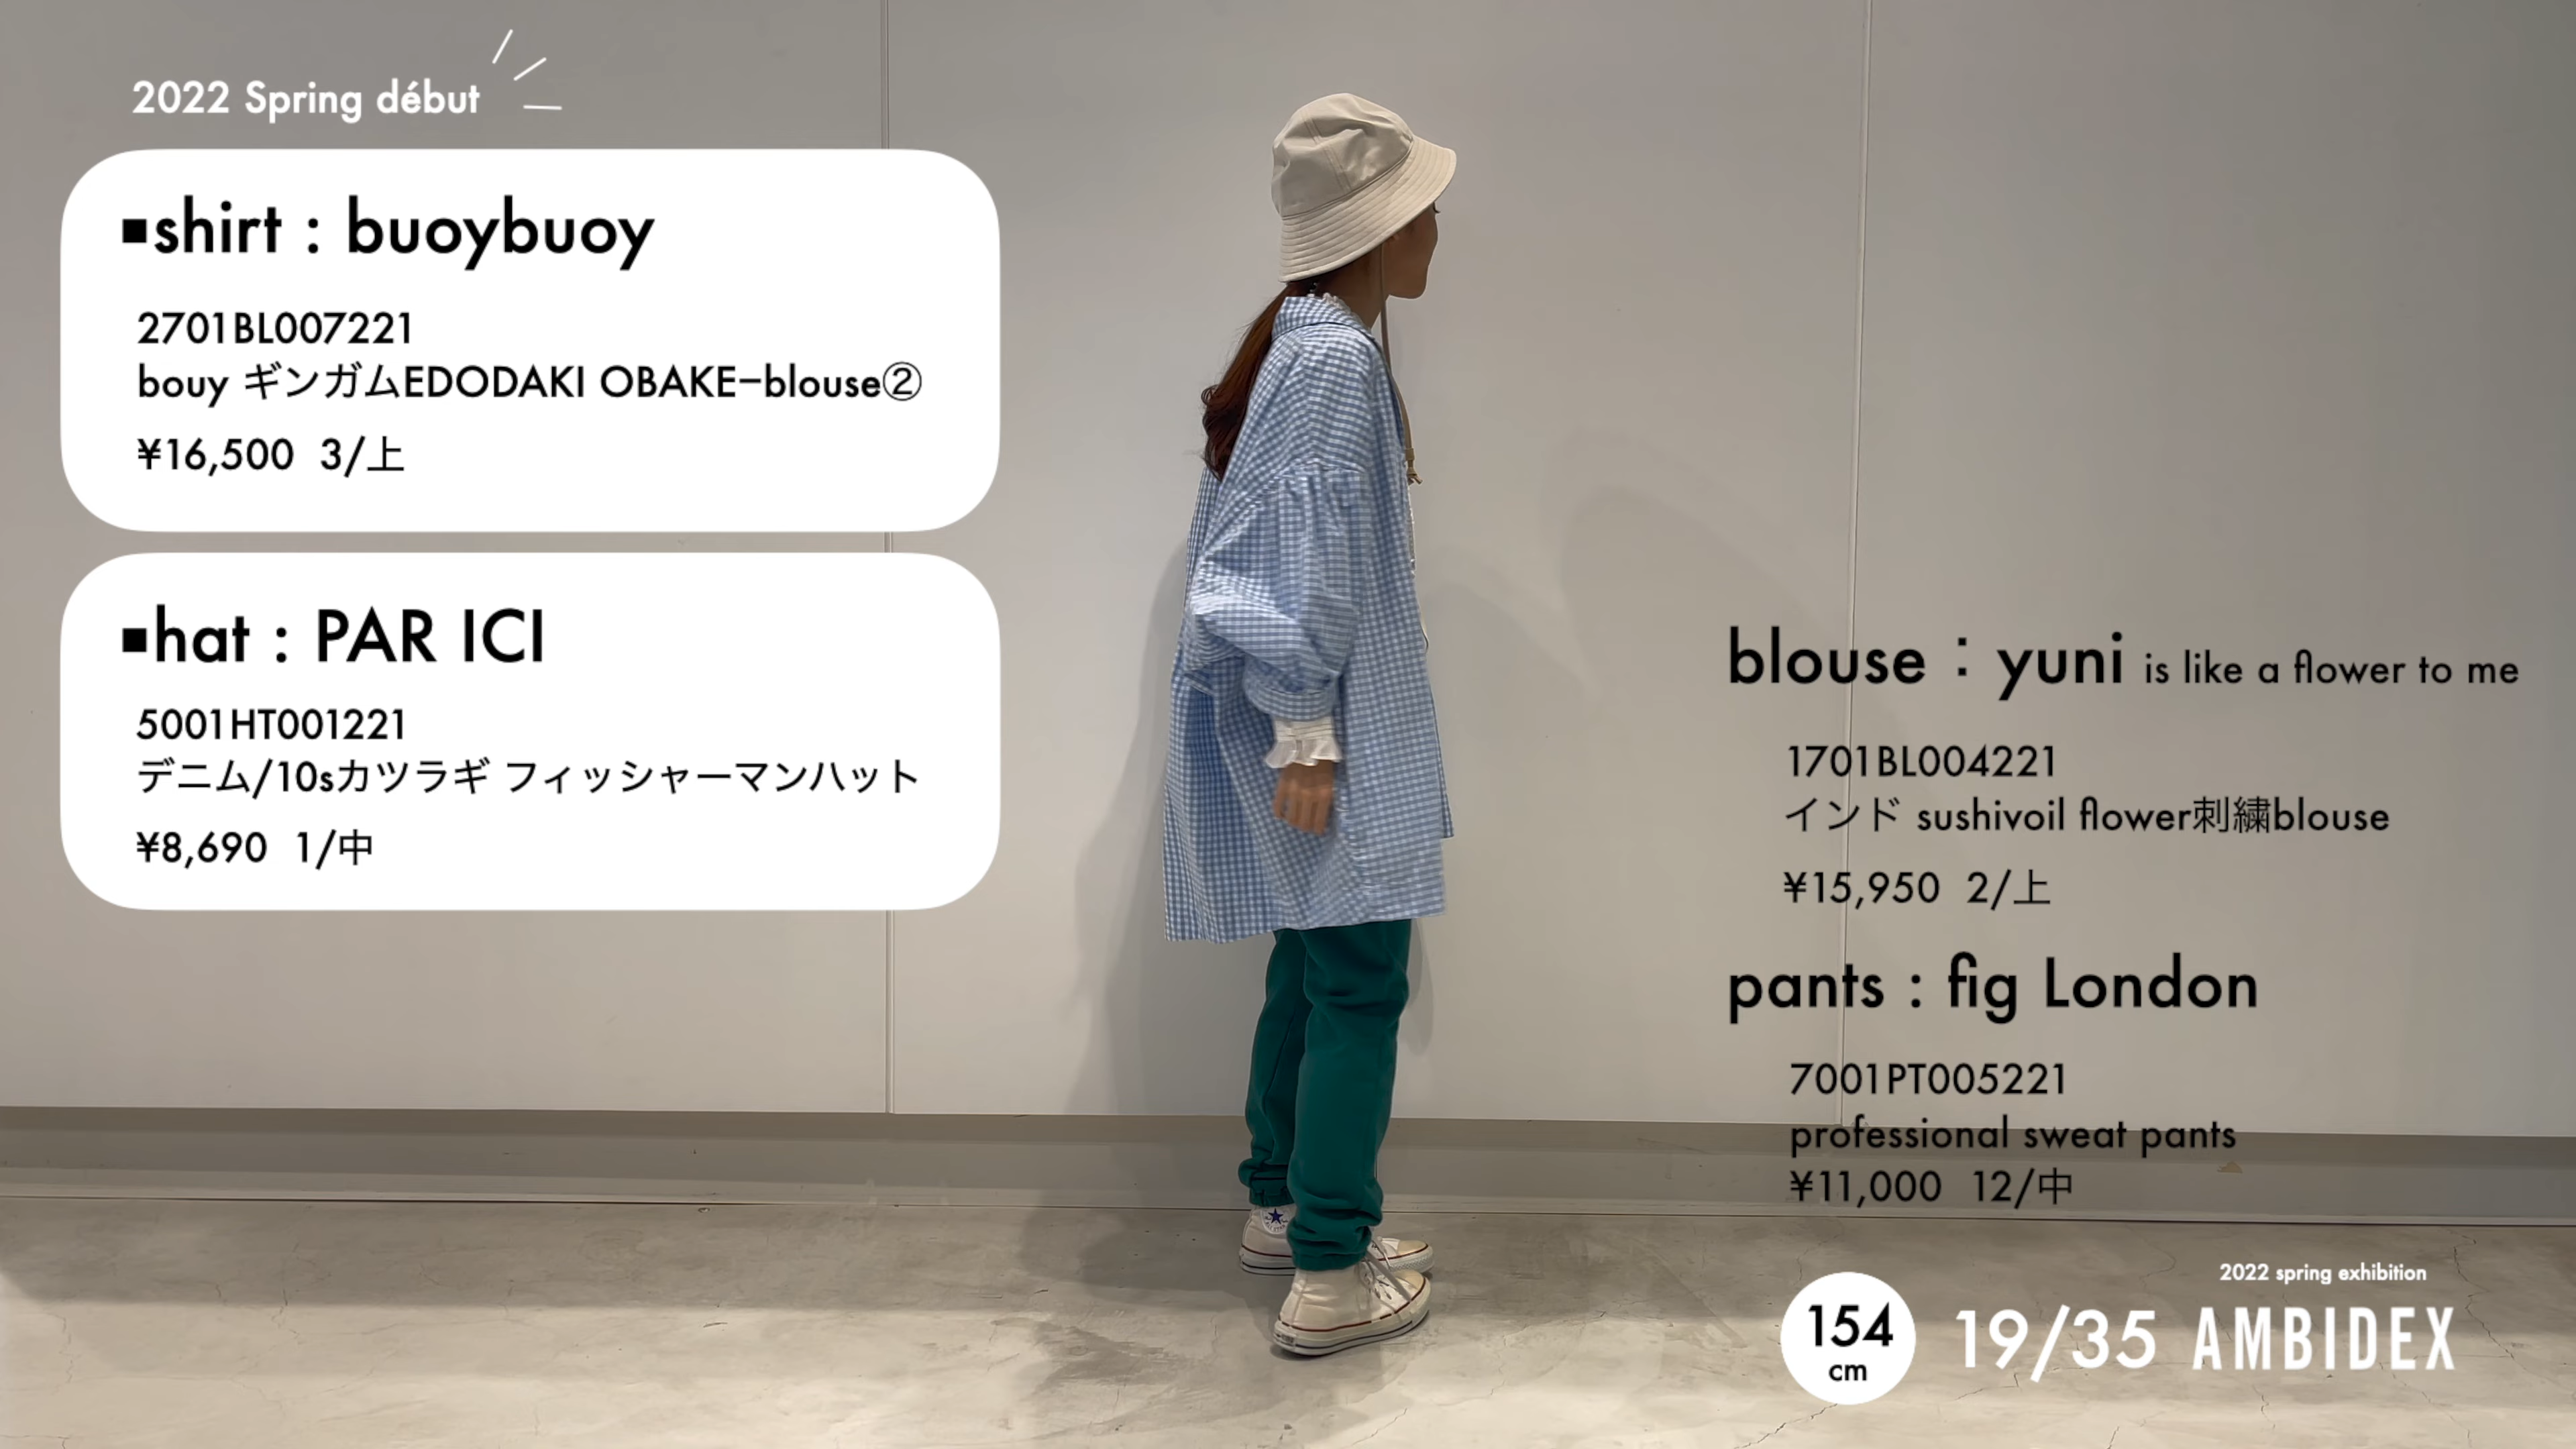 2022 Spring début
▪shirt : buoybuoy
2701BL007221
bouy ギンガムEDODAKI OBAKE−blouse②
¥16,500 3/上
▪hat : PAR ICI
5001HT001221
デニム/10sカツラギ フィッシャーマンハット
¥8,690 1/中
blouse : yuni is like a flower to me
1701BL004221
インド sushivoil flower刺繍blouse
¥15,950 2/上
pants : fig London
7001PT005221
professional sweat pants
¥11,000 12/中
2022 spring exhibition
154
cm
19/35 AMBIDEX